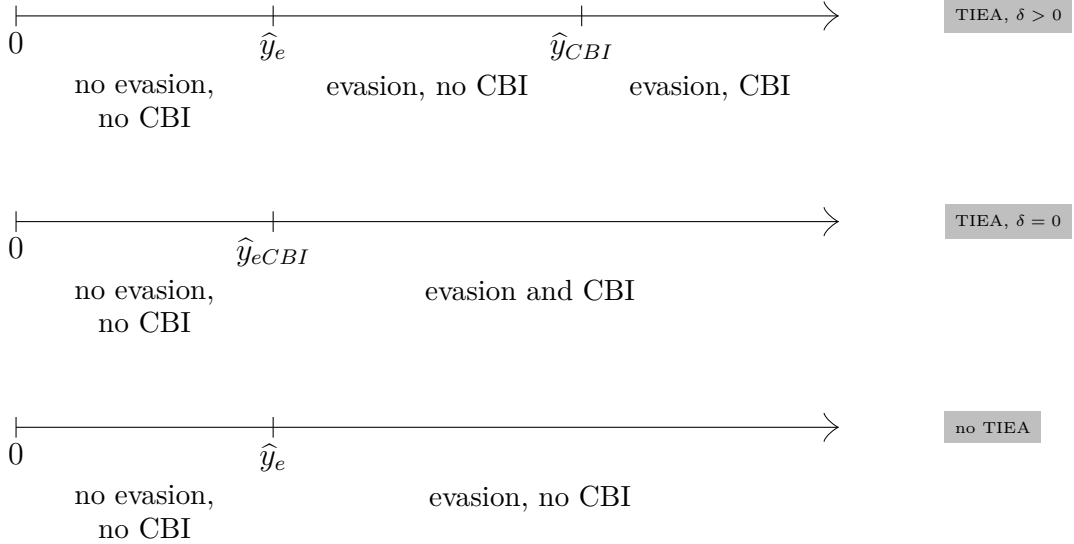 TIEA, δ > 0
0 ŷ_e ŷ_CBI
no evasion, evasion, no CBI evasion, CBI
no CBI
TIEA, δ = 0
0 ŷ_eCBI
no evasion, evasion and CBI
no CBI
no TIEA
0 ŷ_e
no evasion, evasion, no CBI
no CBI